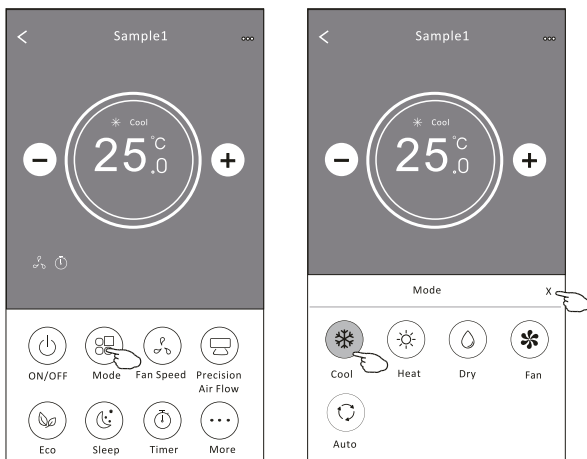 Sample1
Cool
25.0°C
ON/OFF Mode Fan Speed Precision Air Flow
Eco Sleep Timer More
Sample1
Cool
25.0°C
Mode X
Cool Heat Dry Fan
Auto